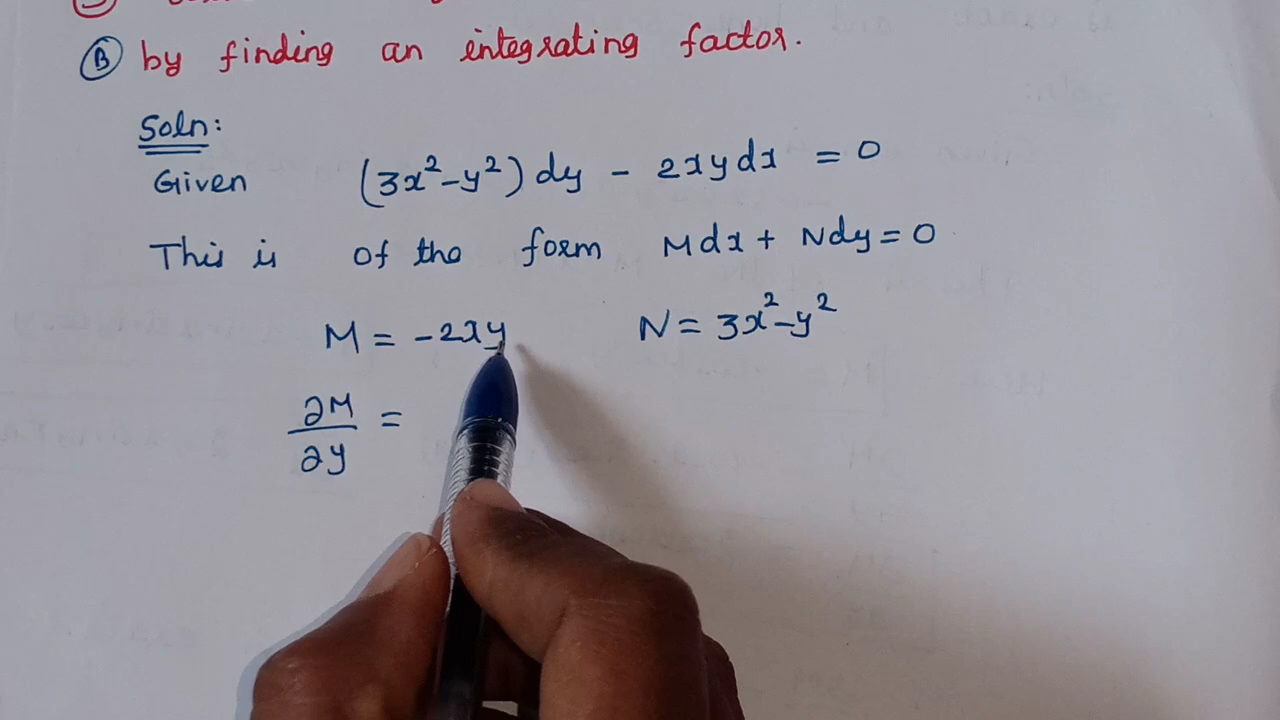 Ⓑ by finding an integrating factor.
Soln:
Given (3x²-y²) dy - 2xy dx = 0
This is of the form Mdx + Ndy = 0
M = -2xy N = 3x²-y²
∂M/∂y =